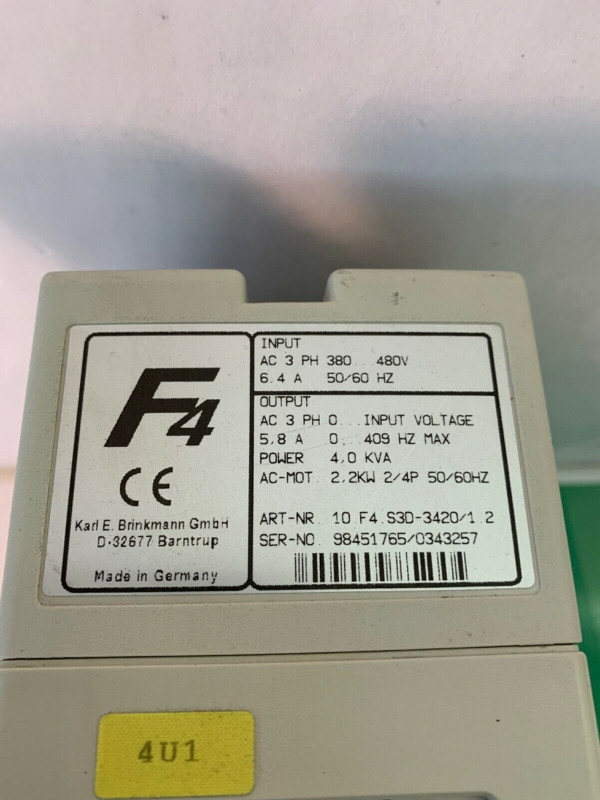 F4
CE
Karl E. Brinkmann GmbH
D-32677 Barntrup
Made in Germany
INPUT
AC 3 PH 380... 480V
6.4 A 50/60 HZ
OUTPUT
AC 3 PH 0...INPUT VOLTAGE
5.8 A 0... 409 HZ MAX
POWER 4.0 KVA
AC-MOT. 2.2KW 2/4P 50/60HZ
ART-NR. 10.F4.S3D-3420/1.2
SER-NO. 98451765/0343257
4U1